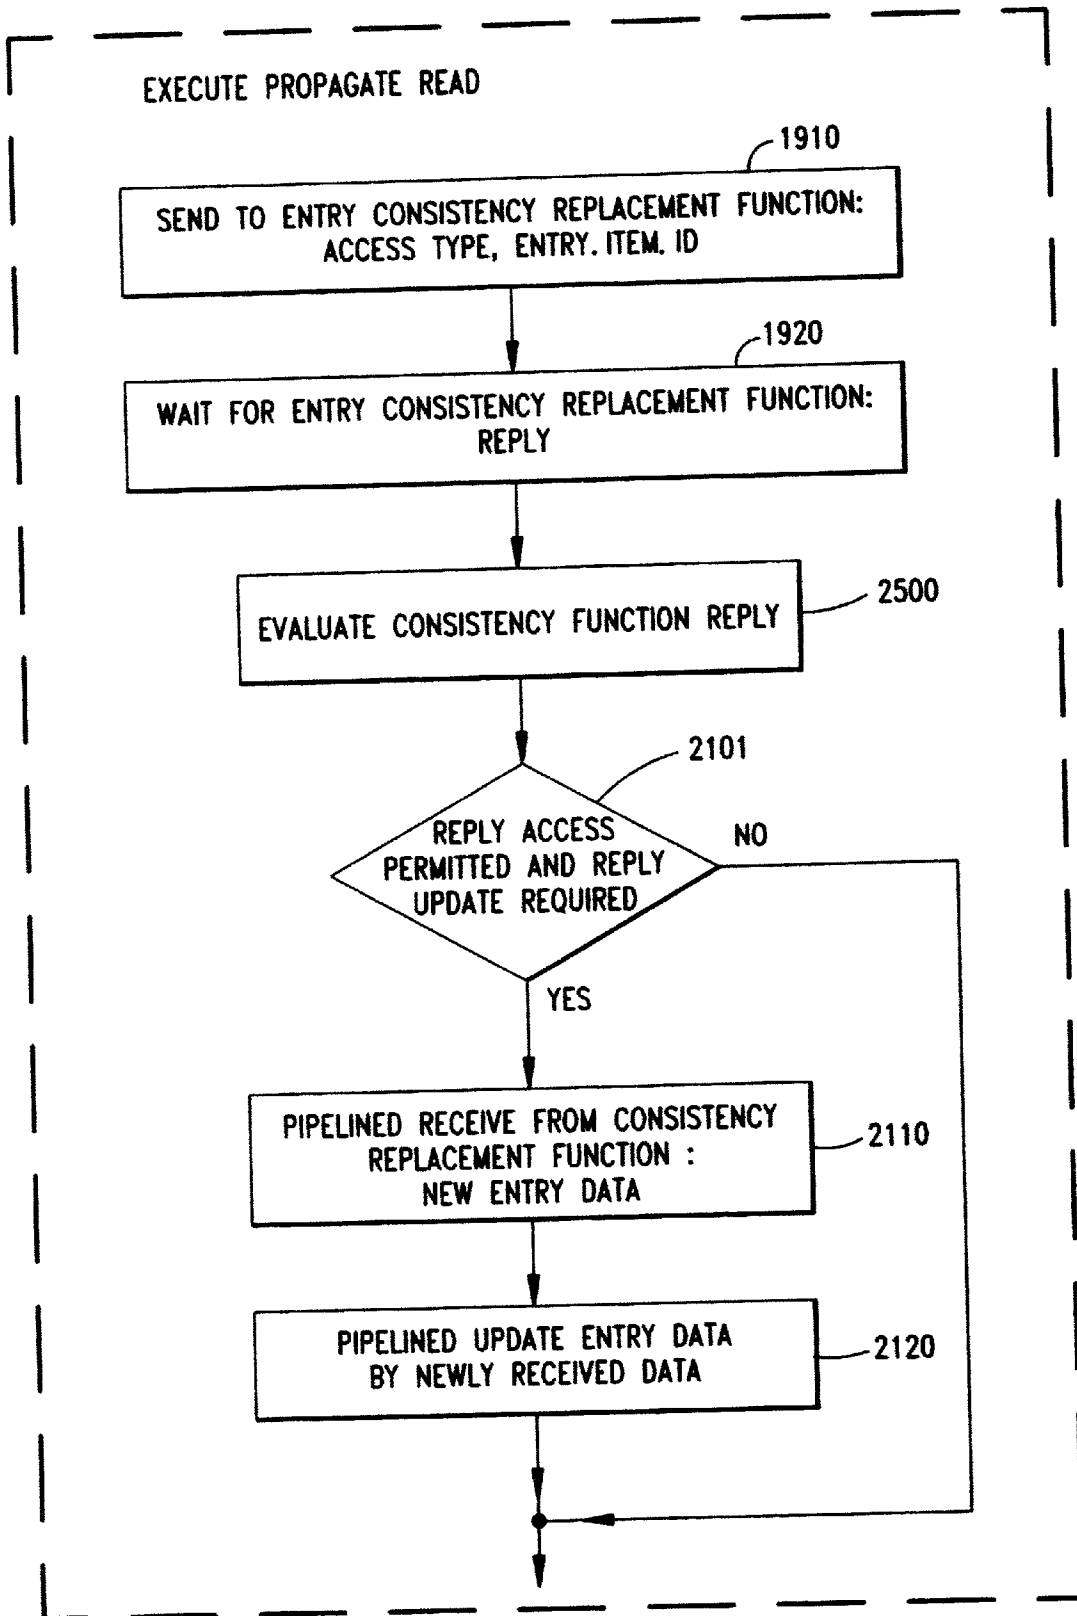 EXECUTE PROPAGATE READ
1910
SEND TO ENTRY CONSISTENCY REPLACEMENT FUNCTION:
ACCESS TYPE, ENTRY. ITEM. ID
1920
WAIT FOR ENTRY CONSISTENCY REPLACEMENT FUNCTION:
REPLY
2500
EVALUATE CONSISTENCY FUNCTION REPLY
2101
REPLY ACCESS
PERMITTED AND REPLY
UPDATE REQUIRED
NO
YES
PIPELINED RECEIVE FROM CONSISTENCY
REPLACEMENT FUNCTION :
NEW ENTRY DATA
2110
PIPELINED UPDATE ENTRY DATA
BY NEWLY RECEIVED DATA
2120